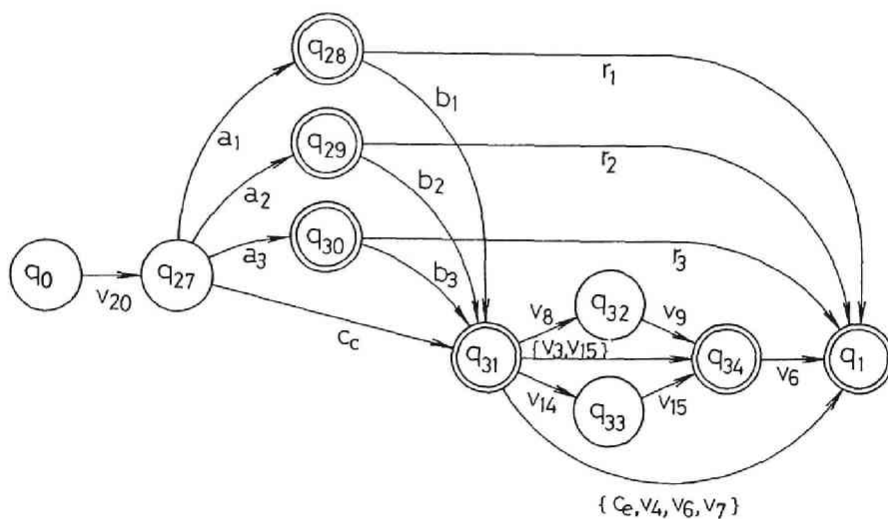 q28
r1
b1
a1
q29
r2
a2
b2
q30
a3
r3
b3
q0
v20
q27
cc
q31
v8
q32
v9
{v3,v15}
q34
v6
q1
v14
q33
v15
{ce,v4,v6,v7}